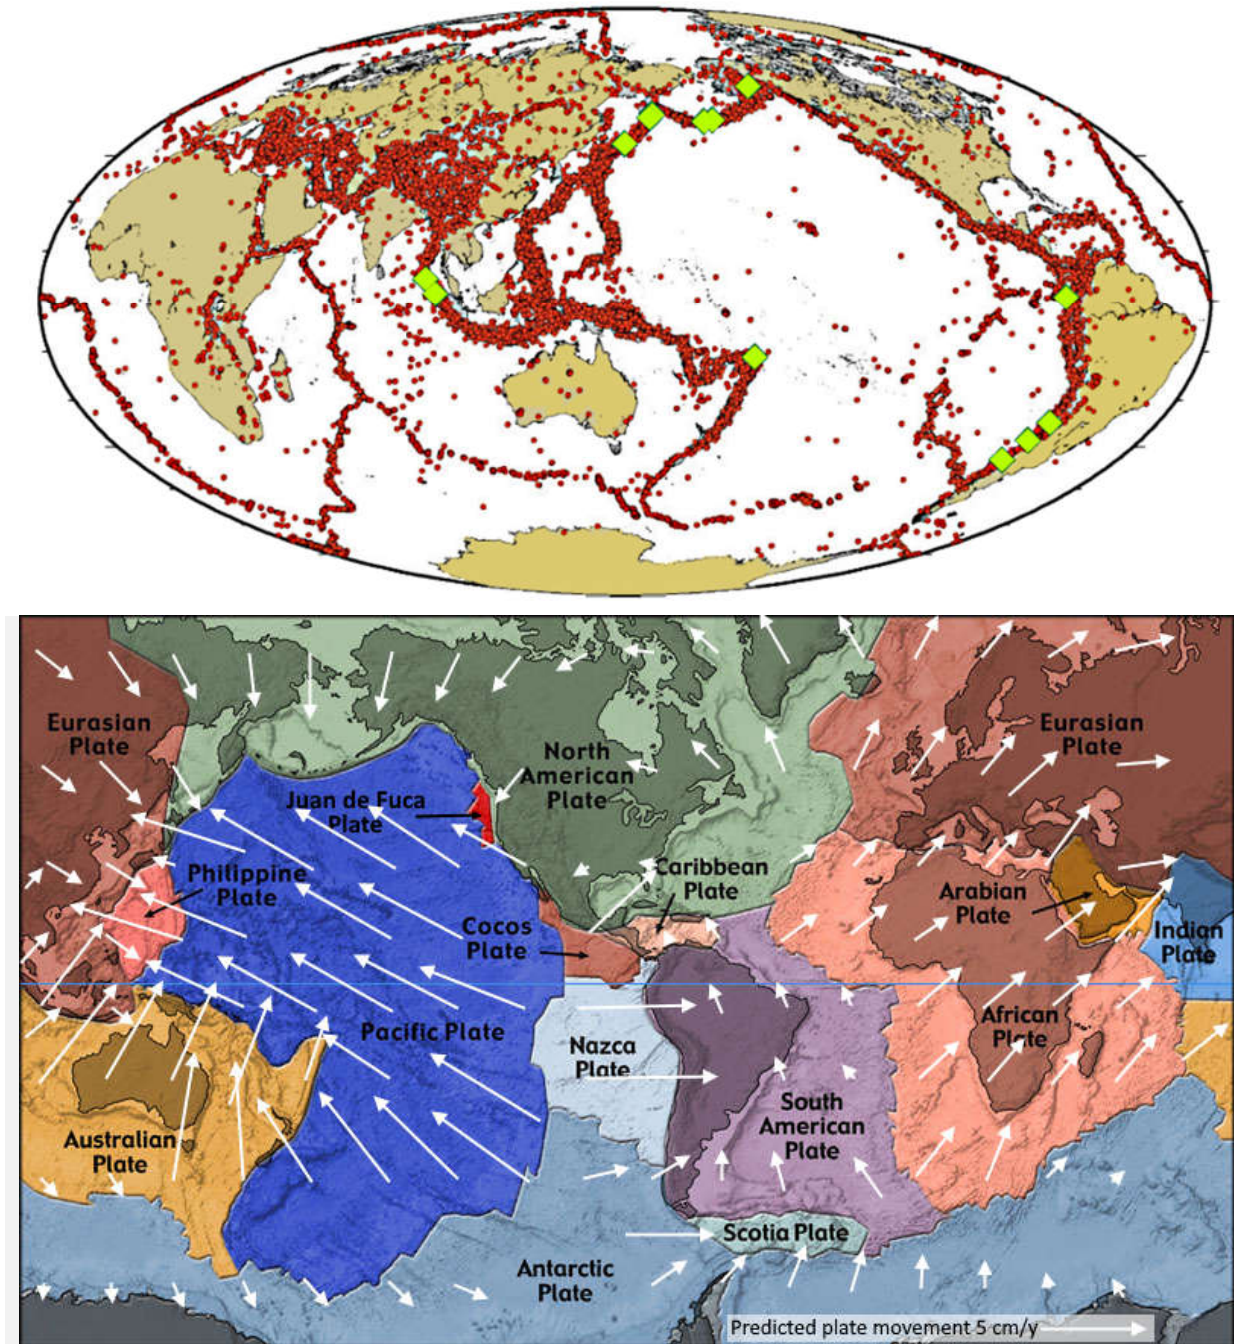 Eurasian
Plate
North
American
Plate
Eurasian
Plate
Juan de Fuca
Plate
Philippine
Plate
Caribbean
Plate
Cocos
Plate
Arabian
Plate
Indian
Plate
Pacific Plate
Nazca
Plate
African
Plate
Australian
Plate
South
American
Plate
Scotia Plate
Antarctic
Plate
Predicted plate movement 5 cm/y